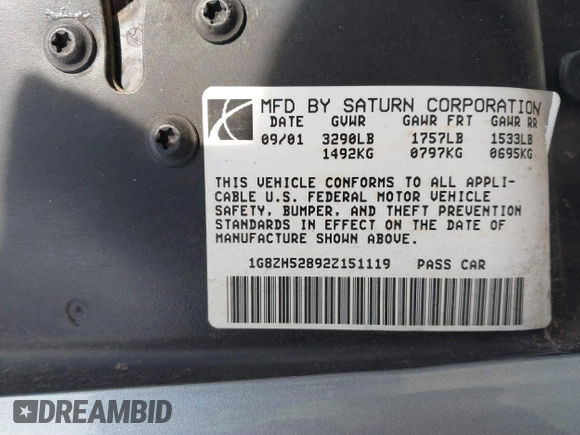 MFD BY SATURN CORPORATION
DATE GVWR GAWR FRT GAWR RR
09/01 3290LB 1757LB 1533LB
1492KG 0797KG 0695KG
THIS VEHICLE CONFORMS TO ALL APPLI-
CABLE U.S. FEDERAL MOTOR VEHICLE
SAFETY, BUMPER, AND THEFT PREVENTION
STANDARDS IN EFFECT ON THE DATE OF
MANUFACTURE SHOWN ABOVE.
1G8ZH52892Z151119 PASS CAR
DREAMBID